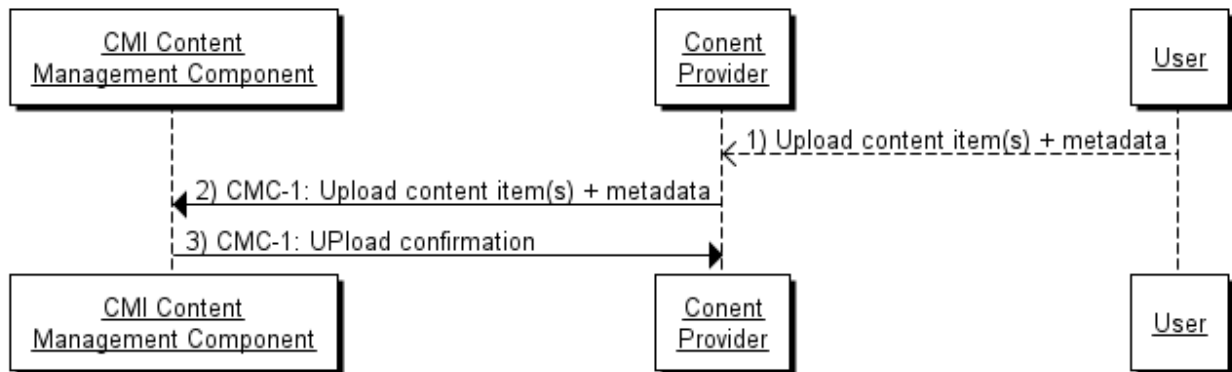 CMI Content
Management Component
Conent
Provider
User
1) Upload content item(s) + metadata
2) CMC-1: Upload content item(s) + metadata
3) CMC-1: UPload confirmation
CMI Content
Management Component
Conent
Provider
User